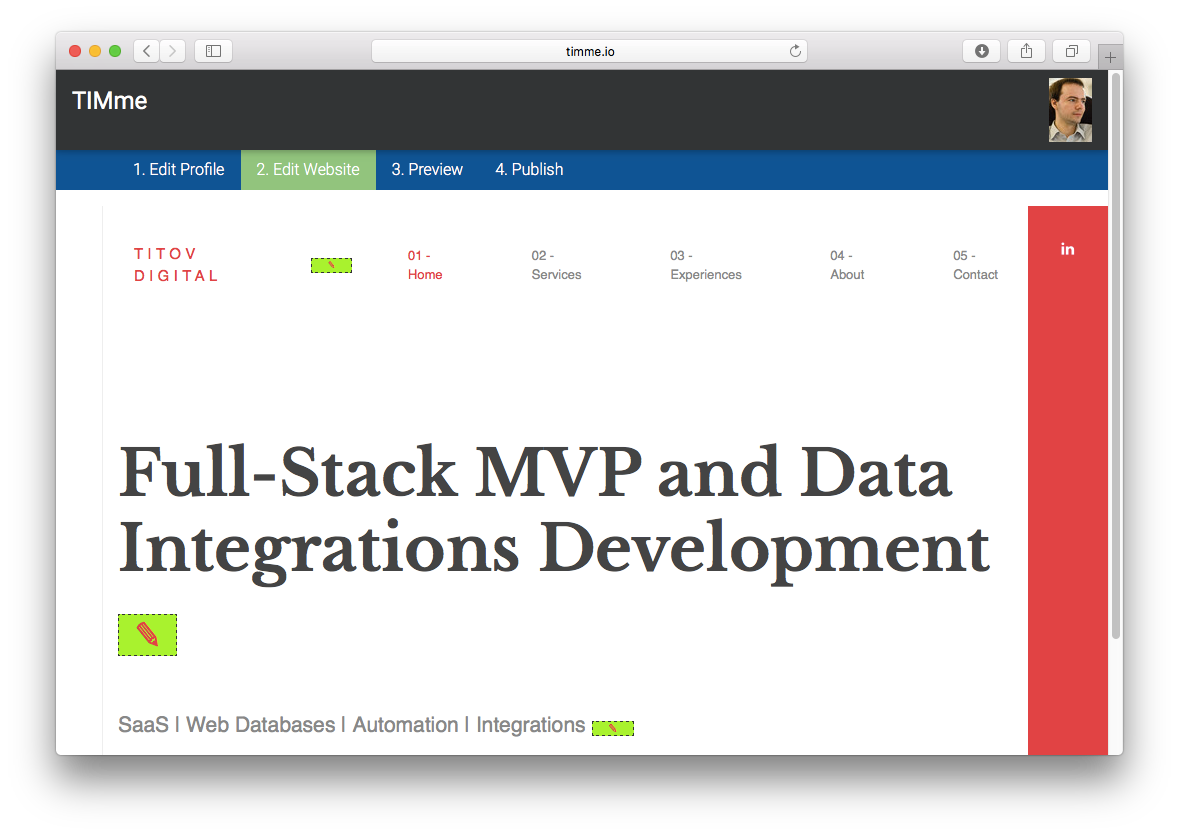 timme.io
TIMme
1. Edit Profile
2. Edit Website
3. Preview
4. Publish
TITOV
DIGITAL
01 -
Home
02 -
Services
03 -
Experiences
04 -
About
05 -
Contact
in
Full-Stack MVP and Data
Integrations Development
SaaS | Web Databases | Automation | Integrations